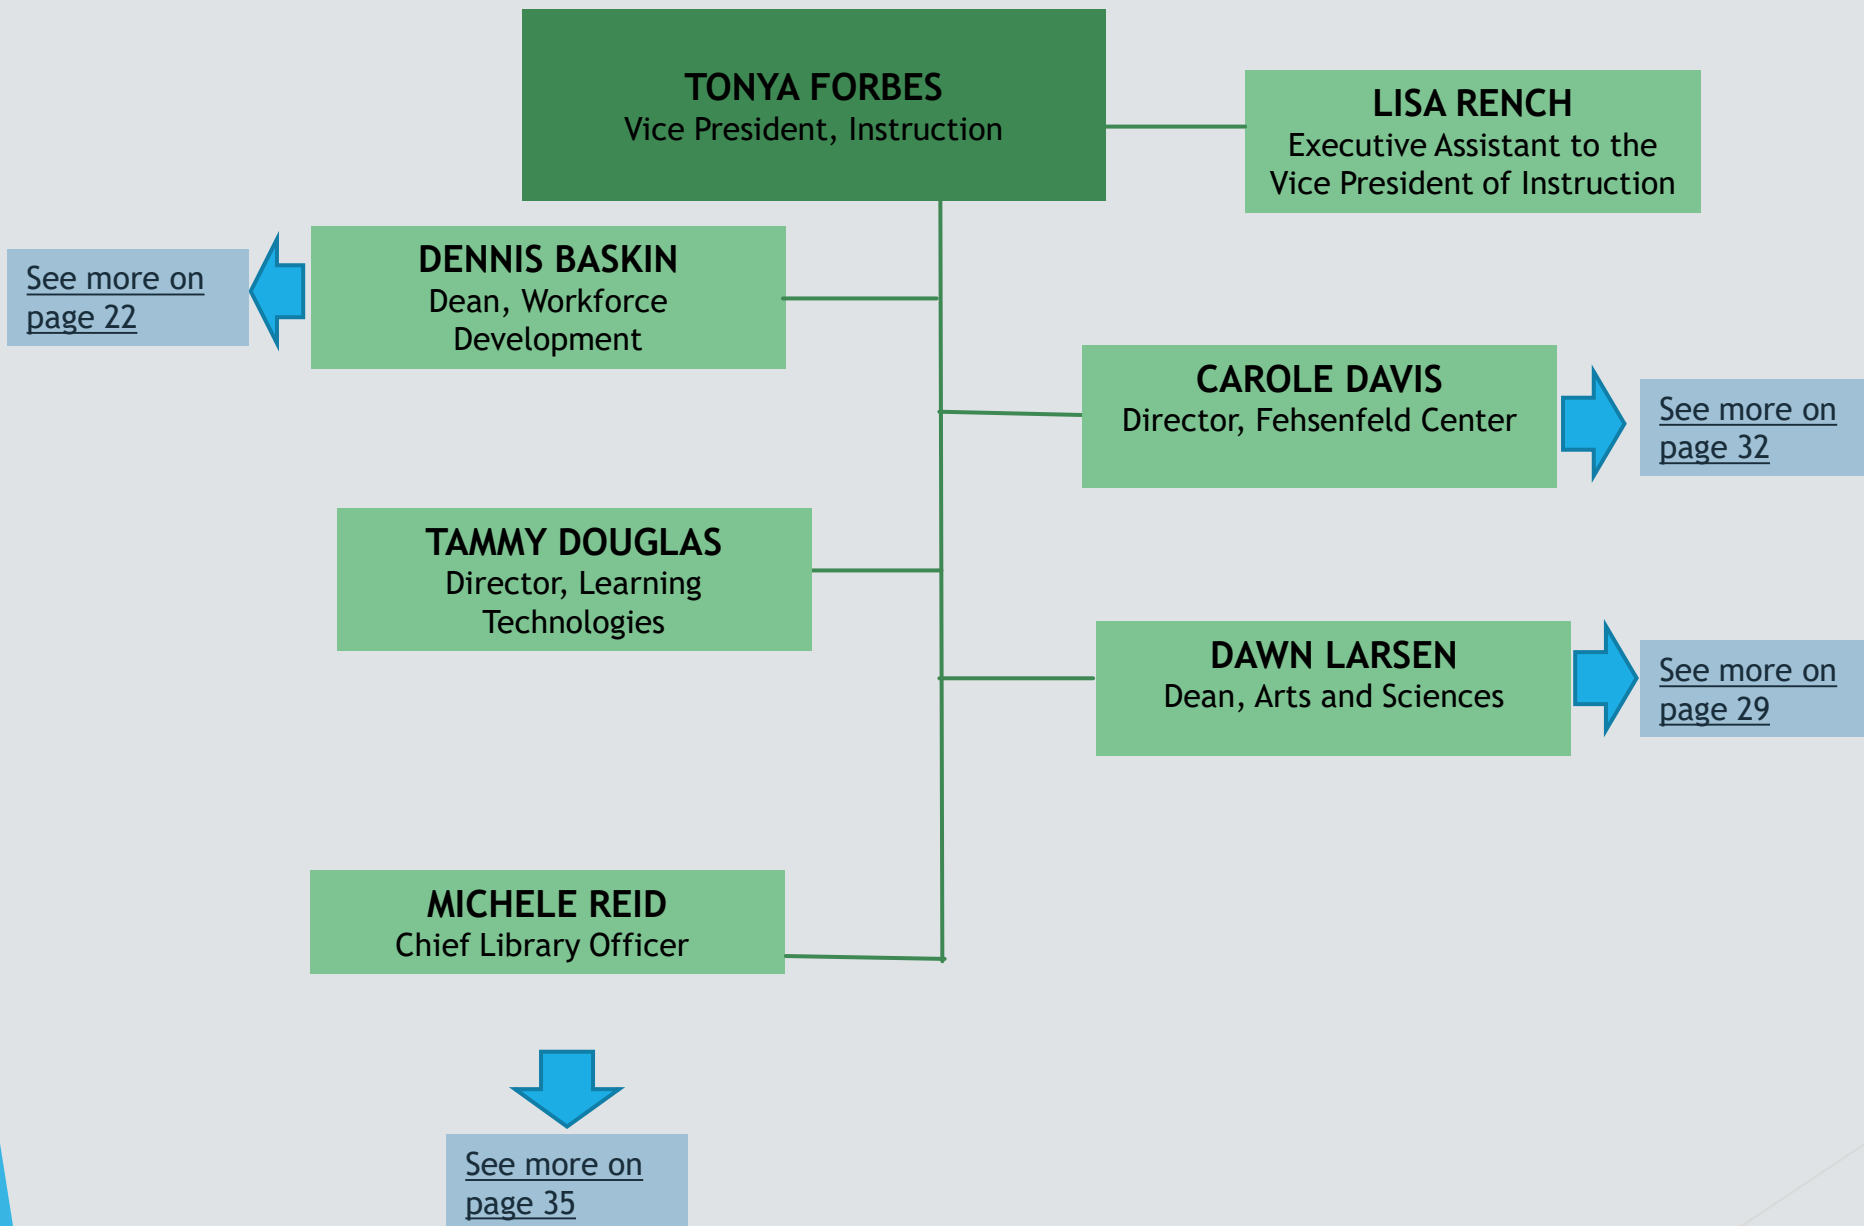 TONYA FORBES
Vice President, Instruction
LISA RENCH
Executive Assistant to the
Vice President of Instruction
See more on
page 22
DENNIS BASKIN
Dean, Workforce
Development
CAROLE DAVIS
Director, Fehsenfeld Center
See more on
page 32
TAMMY DOUGLAS
Director, Learning
Technologies
DAWN LARSEN
Dean, Arts and Sciences
See more on
page 29
MICHELE REID
Chief Library Officer
See more on
page 35